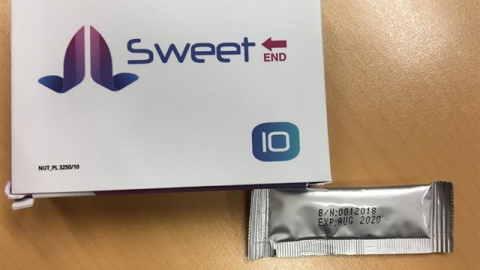 Sweet
END
10
NUT_PL 3250/10
B/N:0012018
EXP:AUG 2020